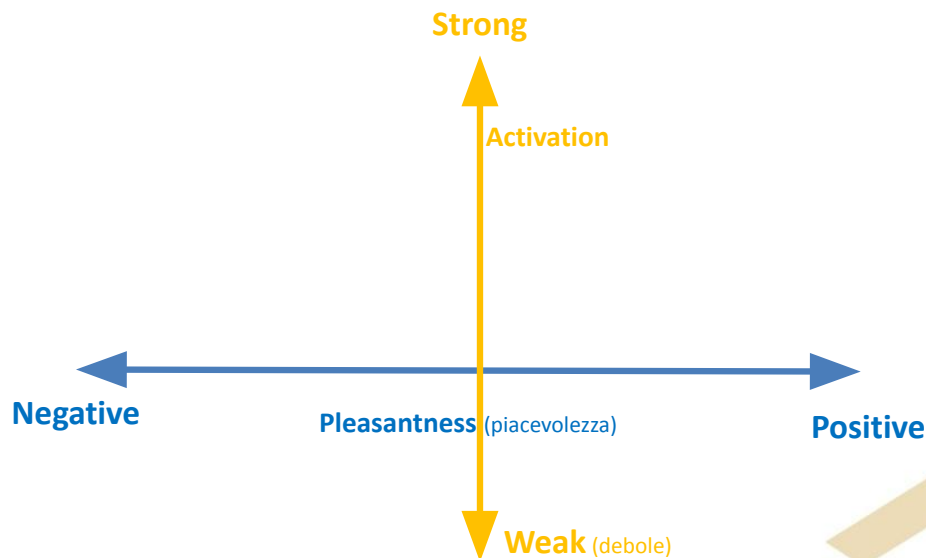 Strong
Activation
Negative
Pleasantness (piacevolezza)
Positive
Weak (debole)